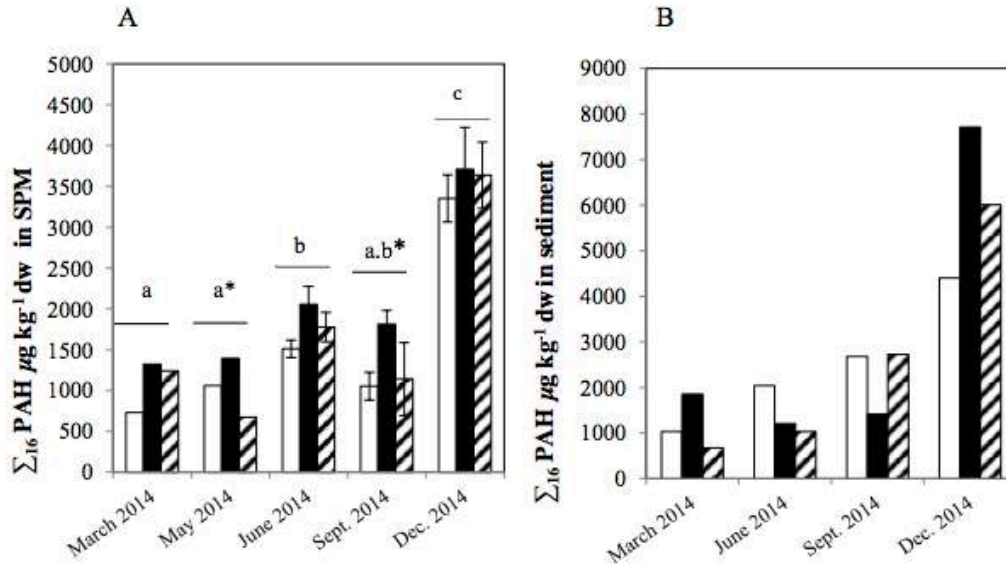 A
∑16 PAH µg kg-1 dw in SPM
5000
4500
4000
3500
3000
2500
2000
1500
1000
500
0
a
a*
b
a.b*
c
March 2014
May 2014
June 2014
Sept. 2014
Dec. 2014
B
∑16 PAH µg kg-1 dw in sediment
9000
8000
7000
6000
5000
4000
3000
2000
1000
0
March 2014
June 2014
Sept. 2014
Dec. 2014